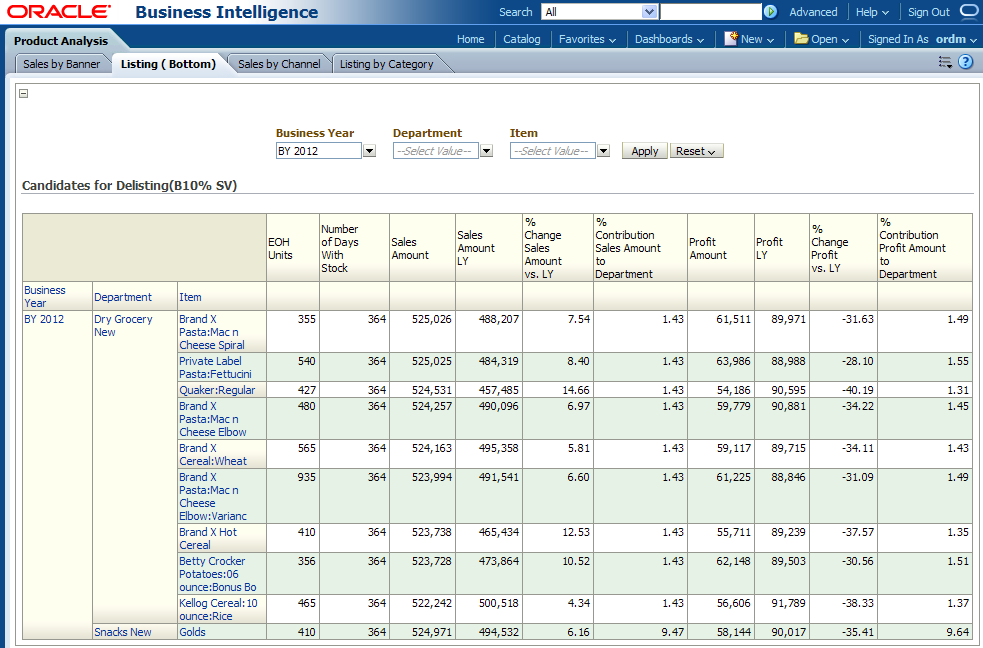 ORACLE Business Intelligence Search All Advanced Help Sign Out
Product Analysis Home Catalog Favorites Dashboards New Open Signed In As ordm
Sales by Banner Listing ( Bottom) Sales by Channel Listing by Category
Business Year Department Item
BY 2012 --Select Value-- --Select Value-- Apply Reset
Candidates for Delisting(B10% SV)
EOH Units
Number of Days With Stock
Sales Amount
Sales Amount LY
% Change Sales Amount vs. LY
% Contribution Sales Amount to Department
Profit Amount
Profit LY
% Change Profit vs. LY
% Contribution Profit Amount to Department
Business Year Department Item
BY 2012 Dry Grocery New Brand X Pasta:Mac n Cheese Spiral 355 364 525,026 488,207 7.54 1.43 61,511 89,971 -31.63 1.49
Private Label Pasta:Fettucini 540 364 525,025 484,319 8.40 1.43 63,986 88,988 -28.10 1.55
Quaker:Regular 427 364 524,531 457,485 14.66 1.43 54,186 90,595 -40.19 1.31
Brand X Pasta:Mac n Cheese Elbow 480 364 524,257 490,096 6.97 1.43 59,779 90,881 -34.22 1.45
Brand X Cereal:Wheat 565 364 524,163 495,358 5.81 1.43 59,117 89,715 -34.11 1.43
Brand X Pasta:Mac n Cheese Elbow:Varianc 935 364 523,994 491,541 6.60 1.43 61,225 88,846 -31.09 1.49
Brand X Hot Cereal 410 364 523,738 465,434 12.53 1.43 55,711 89,239 -37.57 1.35
Betty Crocker Potatoes:06 ounce:Bonus Bo 356 364 523,728 473,864 10.52 1.43 62,148 89,503 -30.56 1.51
Kellog Cereal:10 ounce:Rice 465 364 522,242 500,518 4.34 1.43 56,606 91,789 -38.33 1.37
Snacks New Golds 410 364 524,971 494,532 6.16 9.47 58,144 90,017 -35.41 9.64